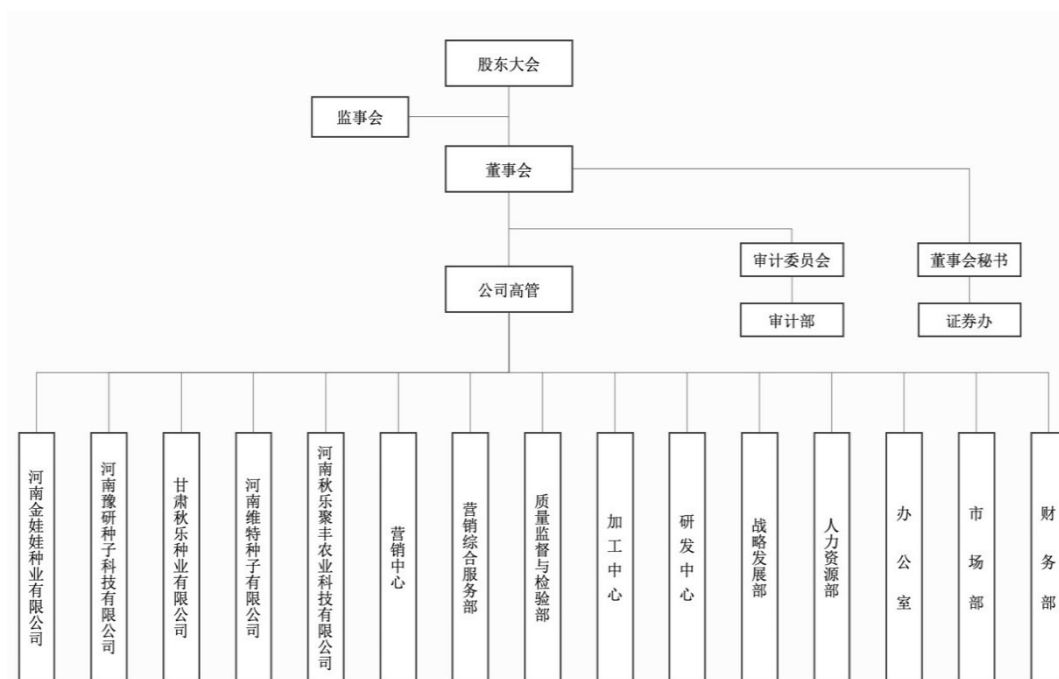 股东大会
监事会
董事会
审计委员会
董事会秘书
公司高管
审计部
证券办
河南金娃娃种业有限公司
河南豫研种子科技有限公司
甘肃秋乐种业有限公司
河南维特种子有限公司
河南秋乐聚丰农业科技有限公司
营销中心
营销综合服务部
质量监督与检验部
加工中心
研发中心
战略发展部
人力资源部
办公室
市场部
财务部